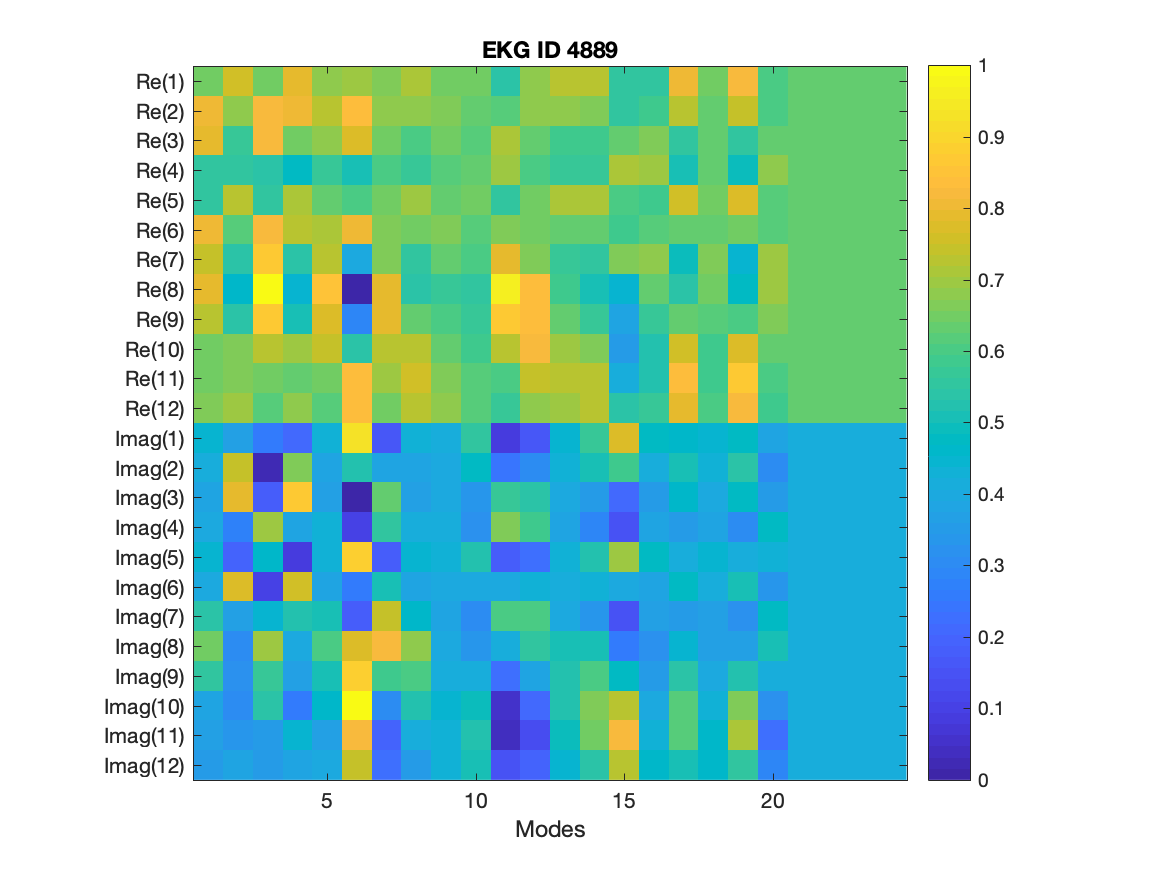 EKG ID 4889
Re(1)
Re(2)
Re(3)
Re(4)
Re(5)
Re(6)
Re(7)
Re(8)
Re(9)
Re(10)
Re(11)
Re(12)
Imag(1)
Imag(2)
Imag(3)
Imag(4)
Imag(5)
Imag(6)
Imag(7)
Imag(8)
Imag(9)
Imag(10)
Imag(11)
Imag(12)
5 10 15 20
Modes
1
0.9
0.8
0.7
0.6
0.5
0.4
0.3
0.2
0.1
0